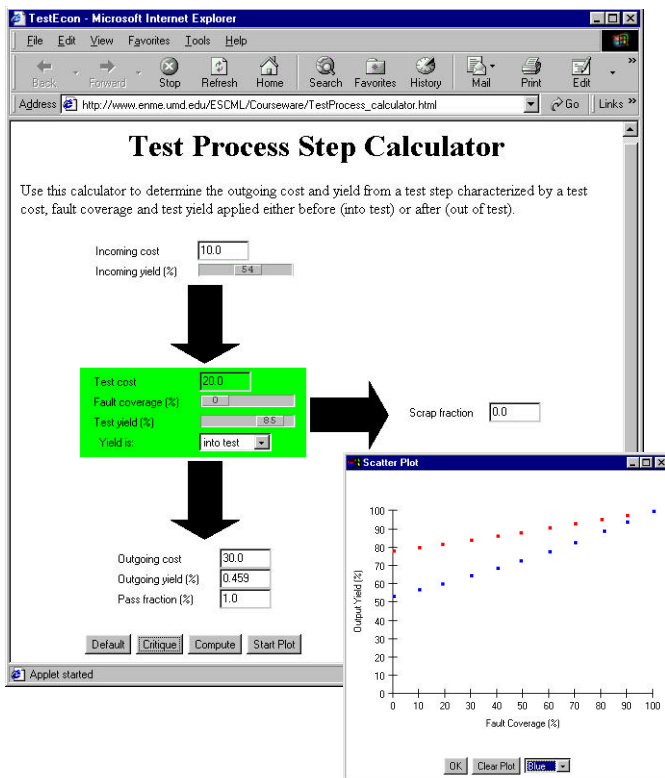 TestEcon - Microsoft Internet Explorer
File Edit View Favorites Tools Help
Back Forward Stop Refresh Home Search Favorites History Mail Print Edit »
Address http://www.enme.umd.edu/ESCML/Courseware/TestProcess_calculator.html Go Links »
Test Process Step Calculator
Use this calculator to determine the outgoing cost and yield from a test step characterized by a test
cost, fault coverage and test yield applied either before (into test) or after (out of test).
Incoming cost 10.0
Incoming yield (%) 54
Test cost 20.0
Fault coverage (%) 0
Test yield (%) 85
Yield is: into test
Scrap fraction 0.0
Outgoing cost 30.0
Outgoing yield (%) 0.459
Pass fraction (%) 1.0
Default Critique Compute Start Plot
Applet started
Scatter Plot
100
90
80
70
60
50
40
30
20
10
0
Output Yield (%)
0 10 20 30 40 50 60 70 80 90 100
Fault Coverage (%)
OK Clear Plot Blue